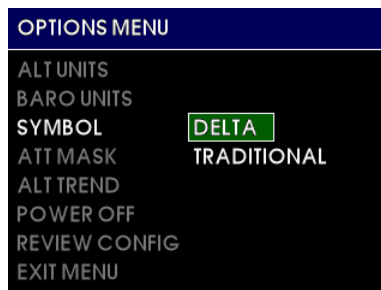 OPTIONS MENU
ALT UNITS
BARO UNITS
SYMBOL DELTA
ATT MASK TRADITIONAL
ALT TREND
POWER OFF
REVIEW CONFIG
EXIT MENU